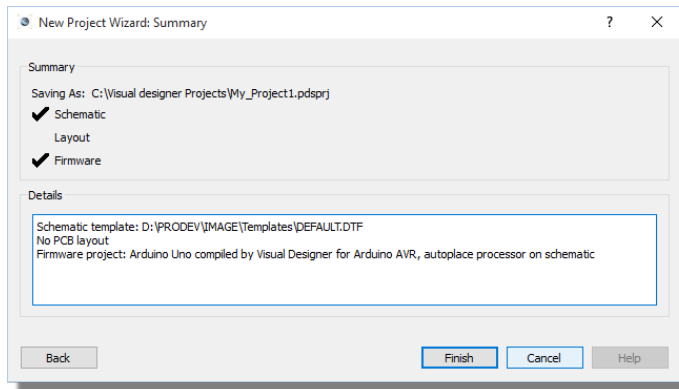 New Project Wizard: Summary
?
Summary
Saving As: C:\Visual designer Projects\My_Project1.pdsprj
Schematic
Layout
Firmware
Details
Schematic template: D:\PRODEV\IMAGE\Templates\DEFAULT.DTF
No PCB layout
Firmware project: Arduino Uno compiled by Visual Designer for Arduino AVR, autoplace processor on schematic
Back Finish Cancel Help